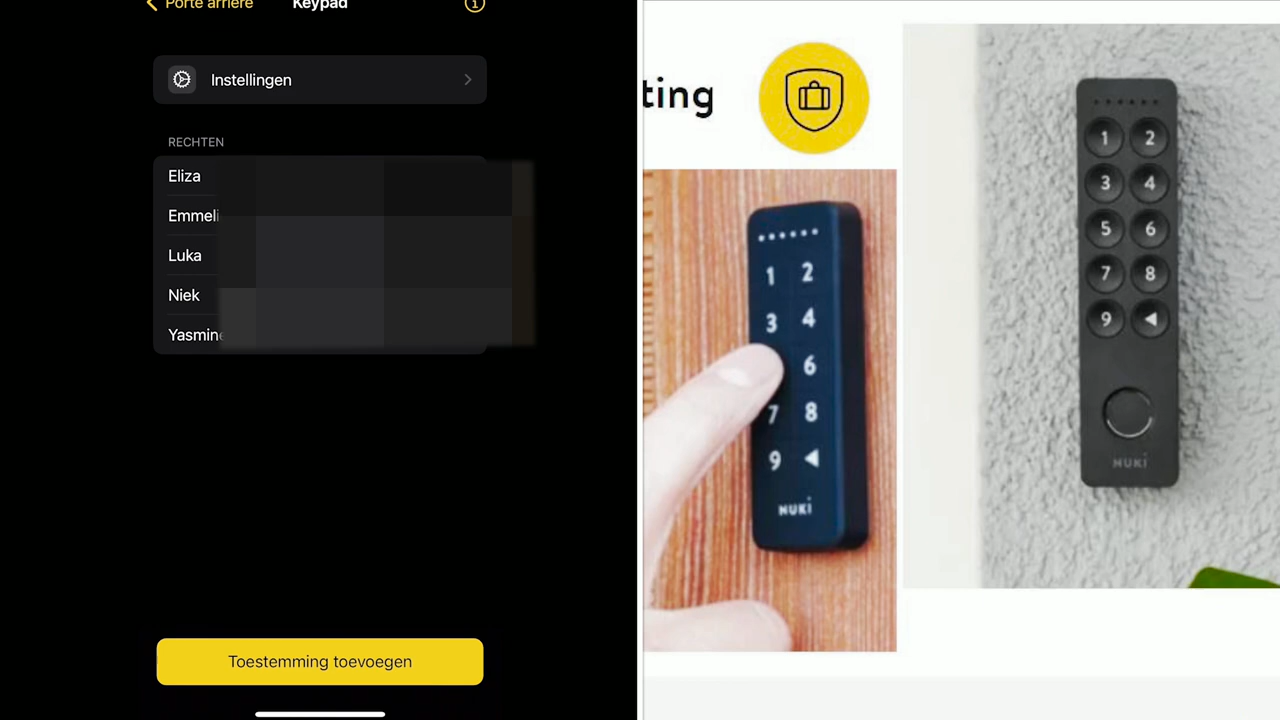 Porte arrière
Keypad
Instellingen
RECHTEN
Eliza
Emmeli
Luka
Niek
Yasmine
Toestemming toevoegen
ting
1 2
3 4
6
7 8
9
NUKI
1 2
3 4
5 6
7 8
9
NUKI